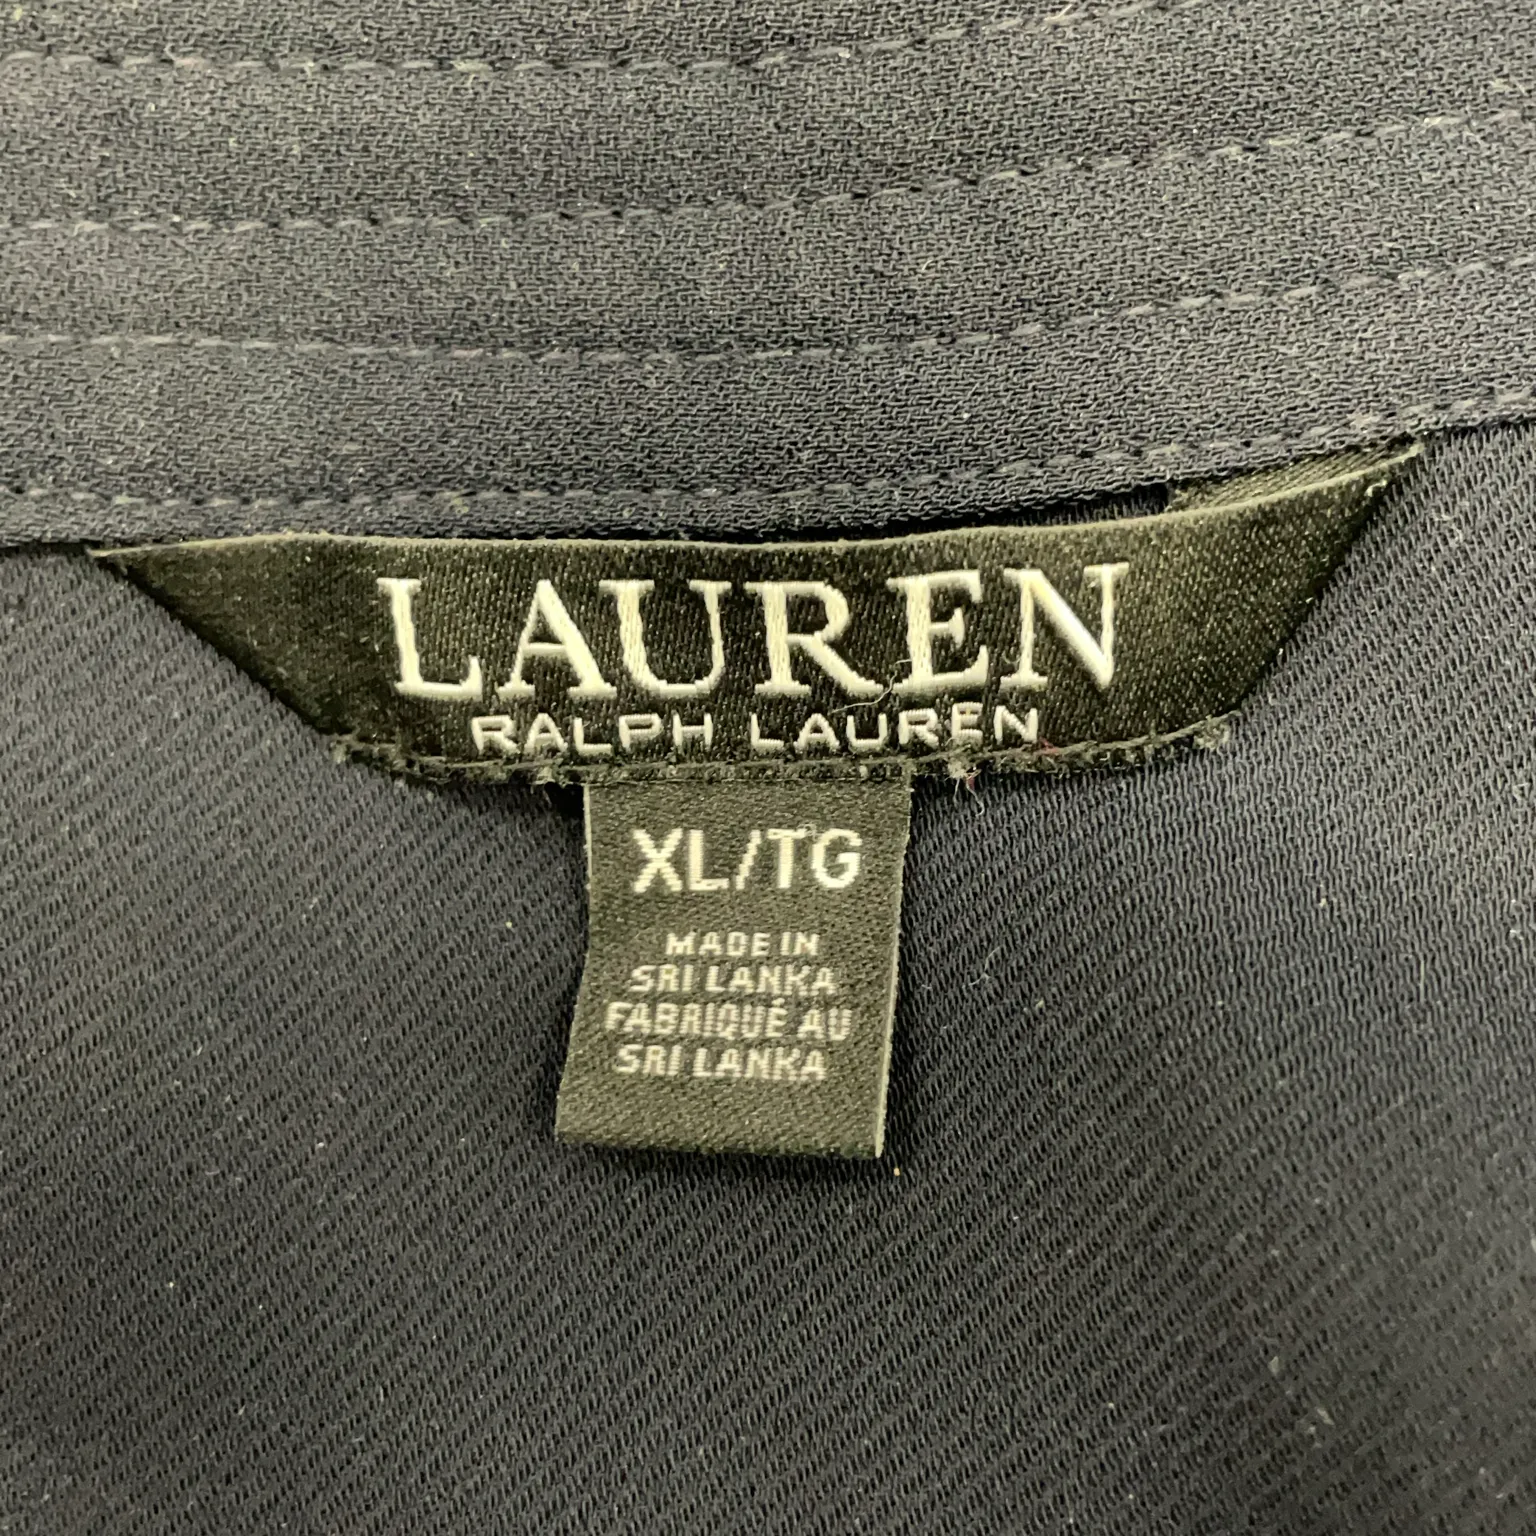 LAUREN
RALPH LAUREN
XL/TG
MADE IN
SRI LANKA
FABRIQUÉ AU
SRI LANKA